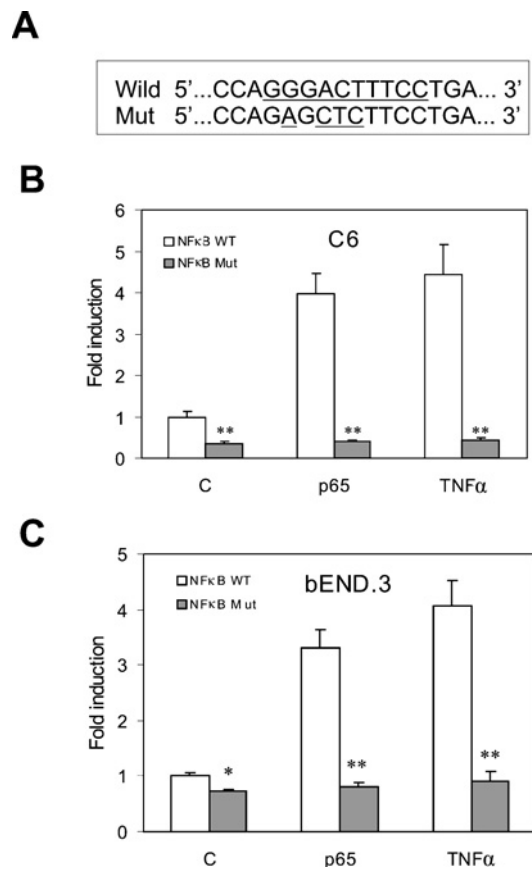 A
Wild 5'...CCAGGGACTTTCCTGA... 3'
Mut 5'...CCAGAGCTCTTCCTGA... 3'
B
6
5
4
3
2
1
0
Fold induction
NFκB WT
NFκB Mut
C6
**
**
**
C
p65
TNFα
C
5
4
3
2
1
0
Fold induction
NFκB WT
NFκB Mut
bEND.3
*
**
**
C
p65
TNFα